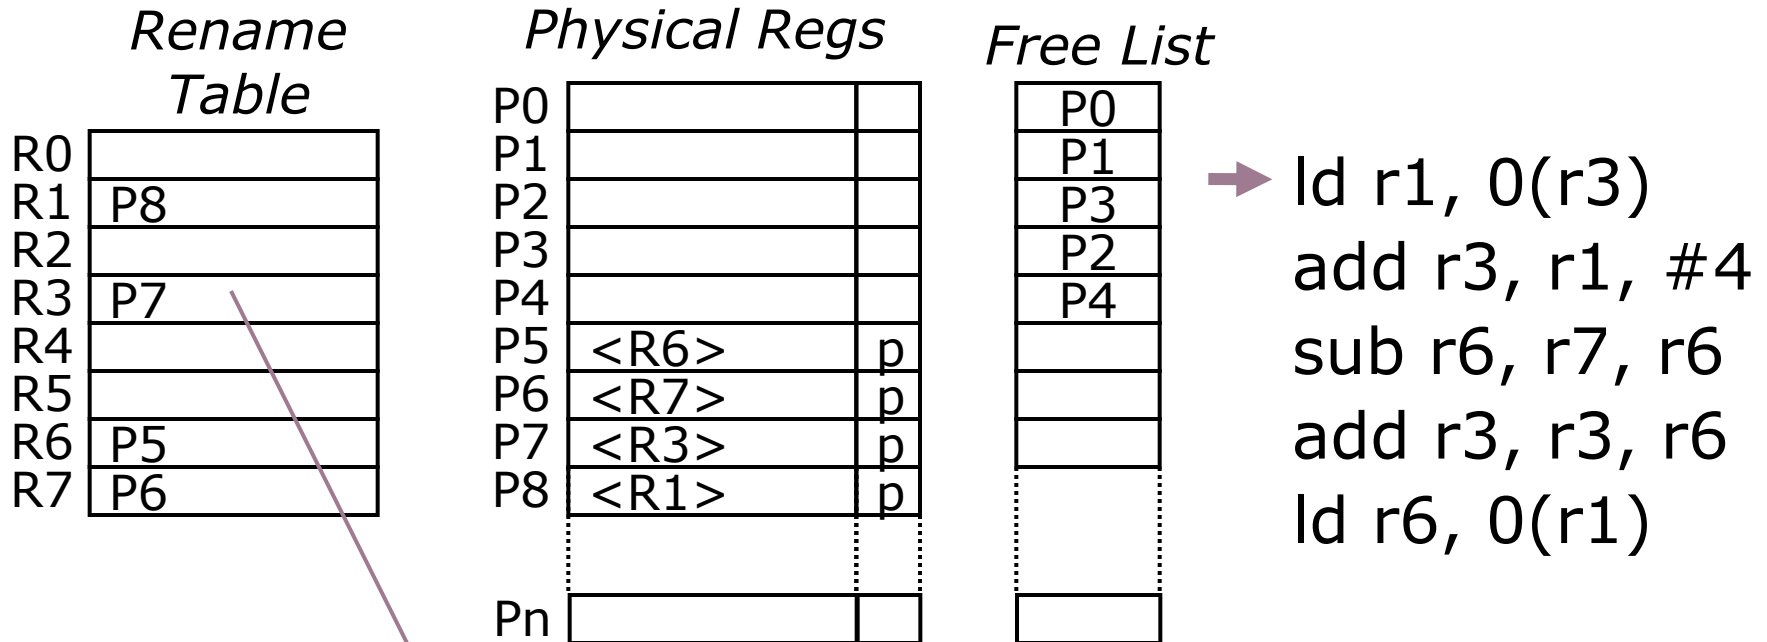 Rename Table
R0
R1 P8
R2
R3 P7
R4
R5
R6 P5
R7 P6
Physical Regs
P0
P1
P2
P3
P4
P5 <R6> p
P6 <R7> p
P7 <R3> p
P8 <R1> p
Pn
Free List
P0
P1
P3
P2
P4
ld r1, 0(r3)
add r3, r1, #4
sub r6, r7, r6
add r3, r3, r6
ld r6, 0(r1)